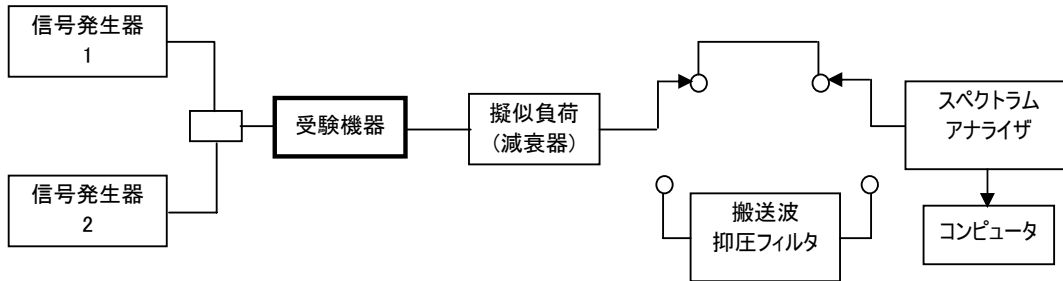 信号発生器
1
信号発生器
2
受験機器
擬似負荷
(減衰器)
搬送波
抑圧フィルタ
スペクトラム
アナライザ
コンピュータ